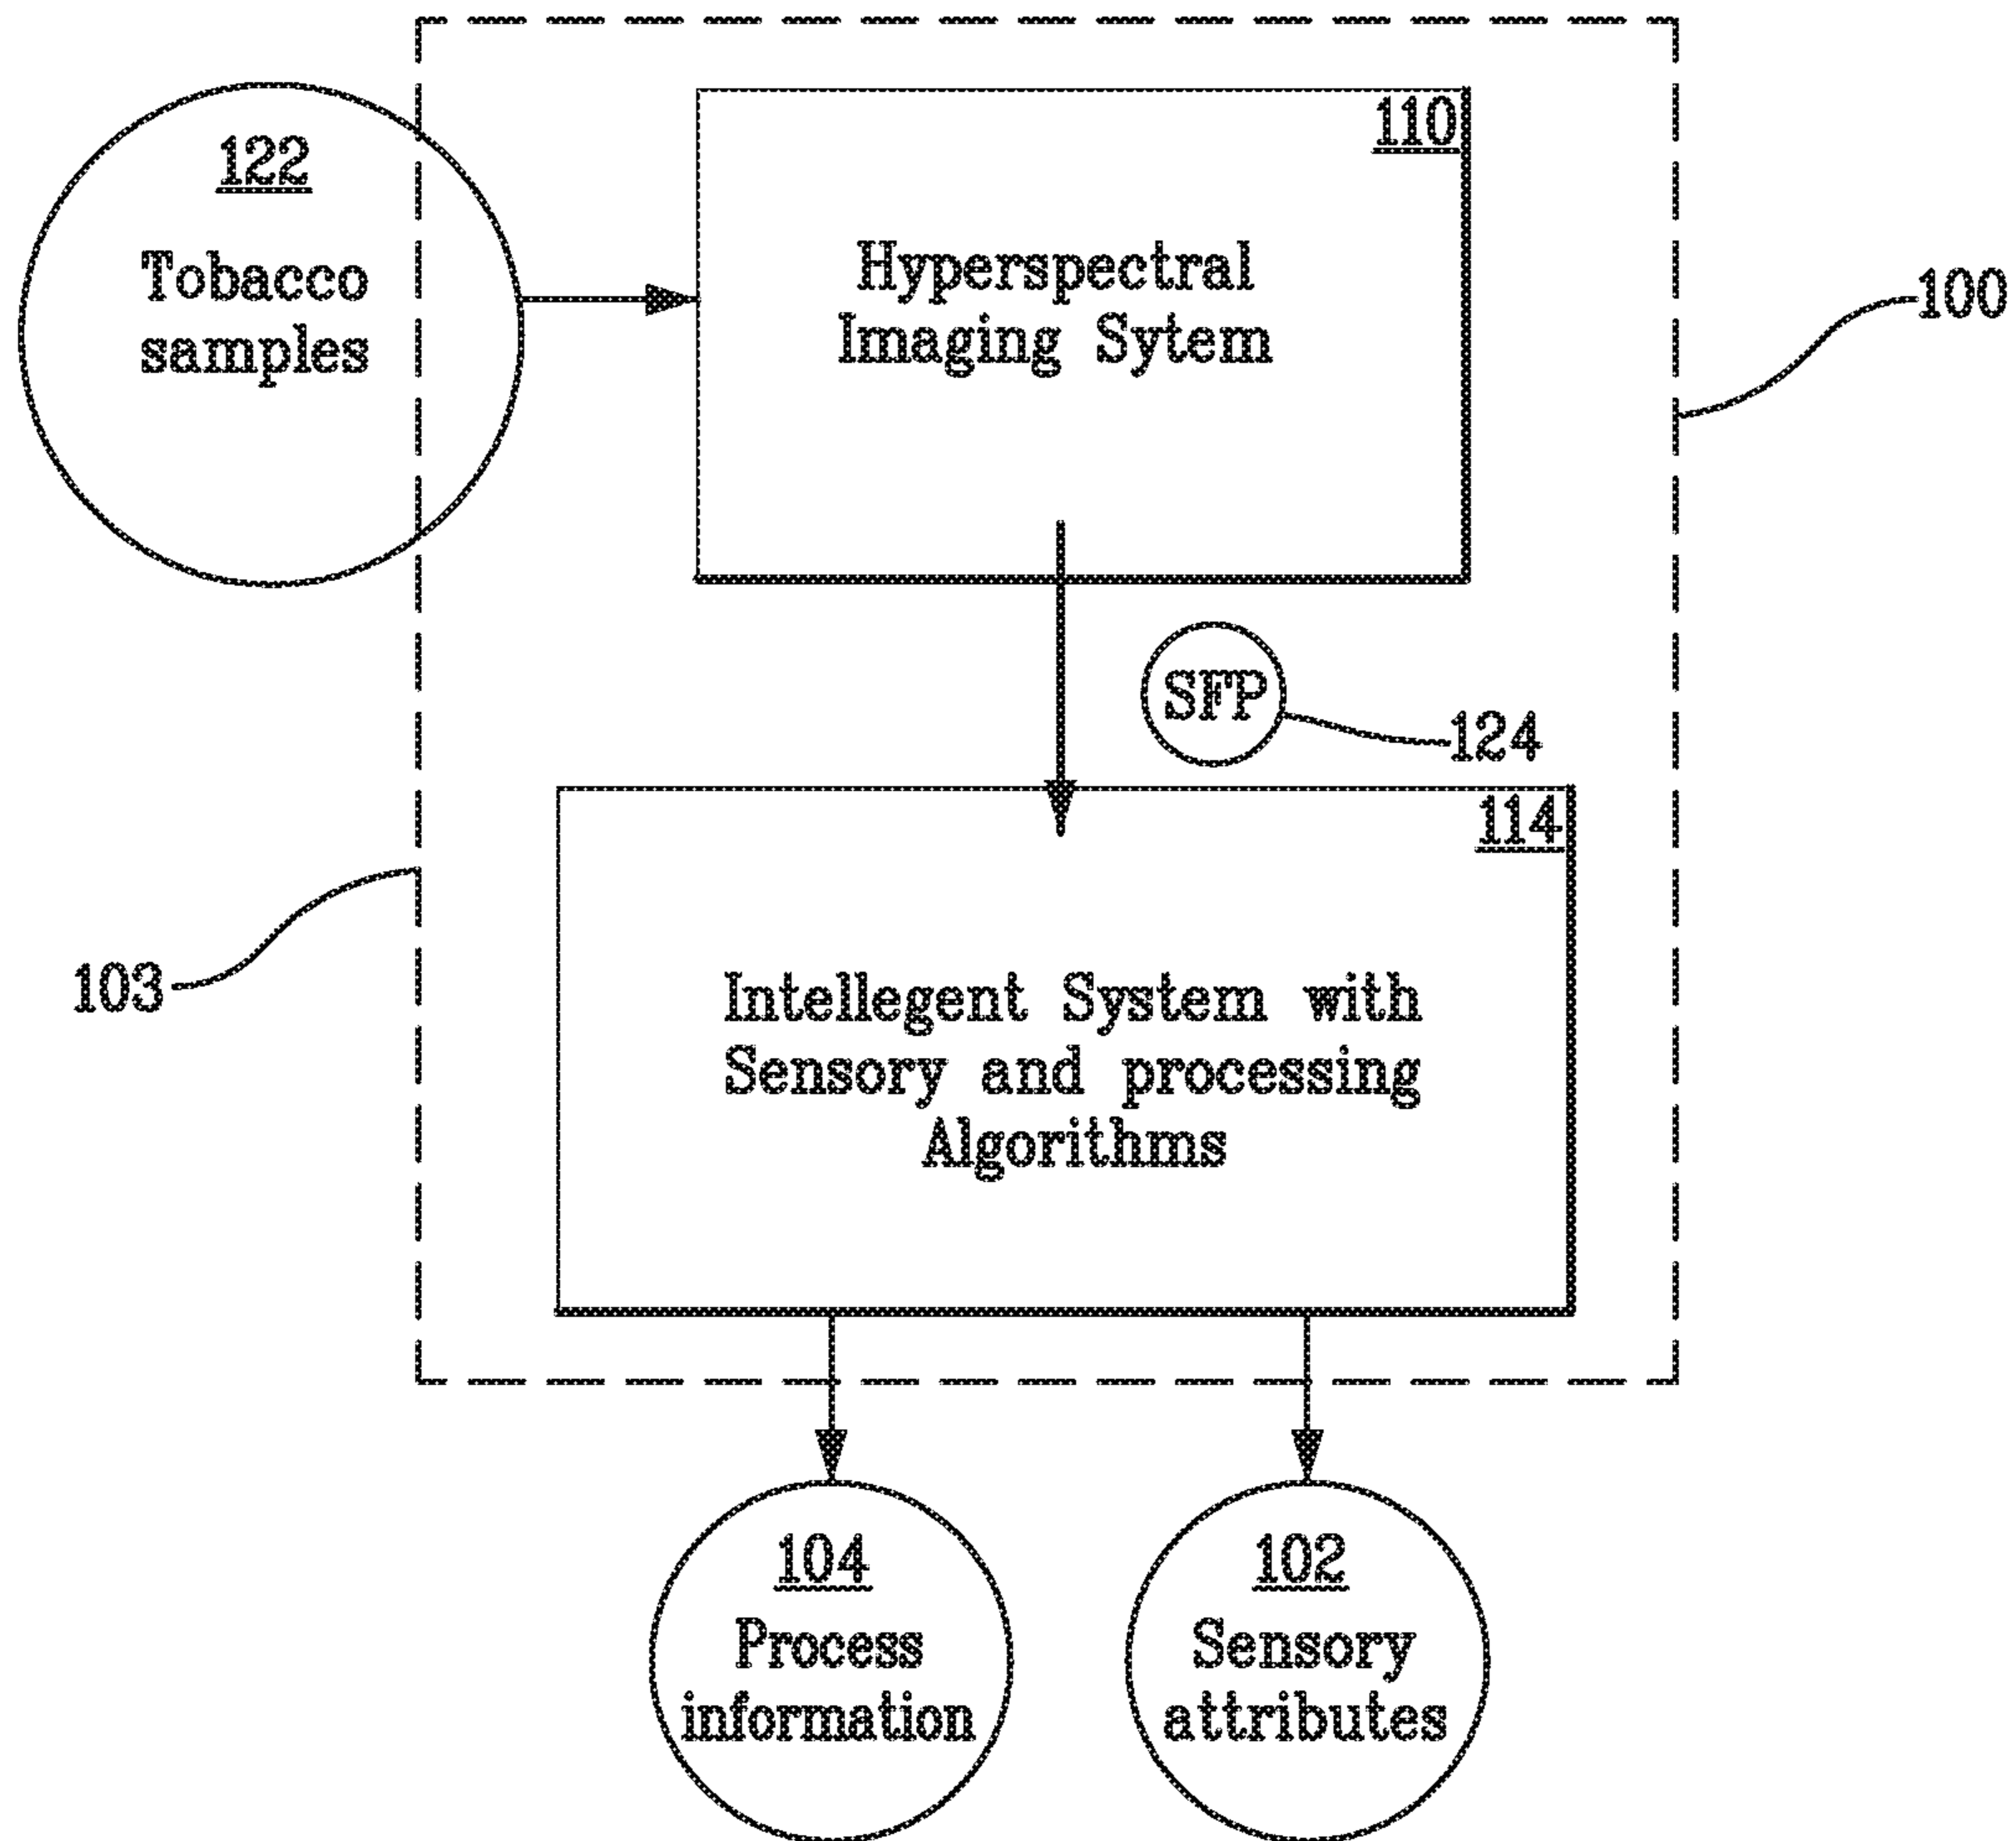 122
Tobacco
samples
110
Hyperspectral
Imaging Sytem
100
SFP
124
114
Intellegent System with
Sensory and processing
Algorithms
103
104
Process
information
102
Sensory
attributes